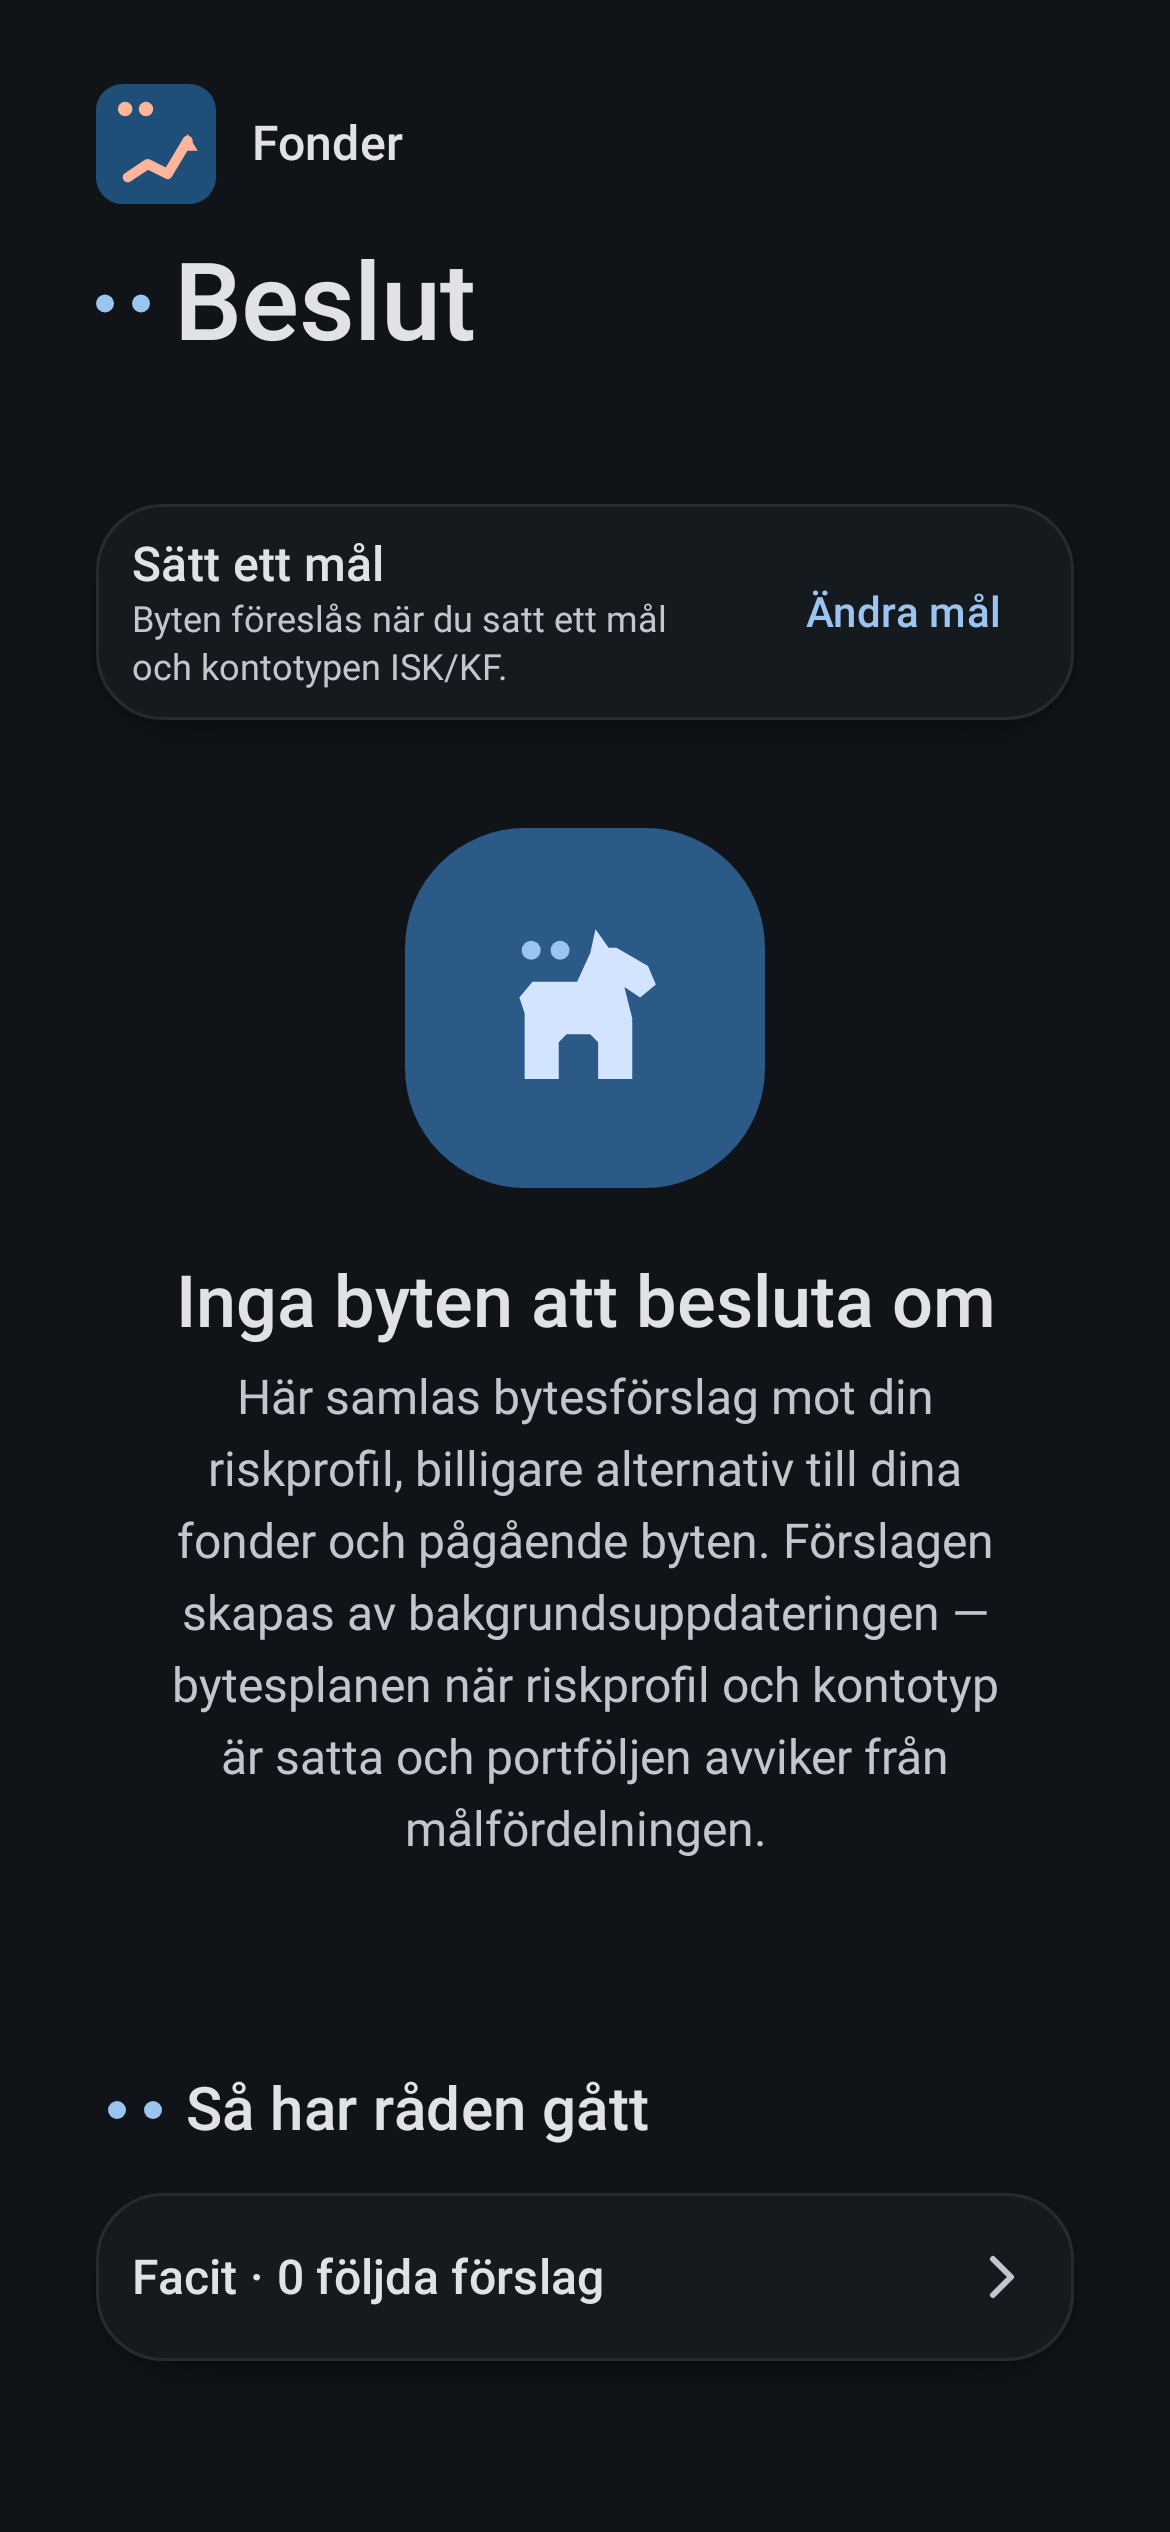 Fonder
Beslut
Sätt ett mål
Byten föreslås när du satt ett mål
och kontotypen ISK/KF.
Ändra mål
Inga byten att besluta om
Här samlas bytesförslag mot din
riskprofil, billigare alternativ till dina
fonder och pågående byten. Förslagen
skapas av bakgrundsuppdateringen —
bytesplanen när riskprofil och kontotyp
är satta och portföljen avviker från
målfördelningen.
Så har råden gått
Facit · 0 följda förslag